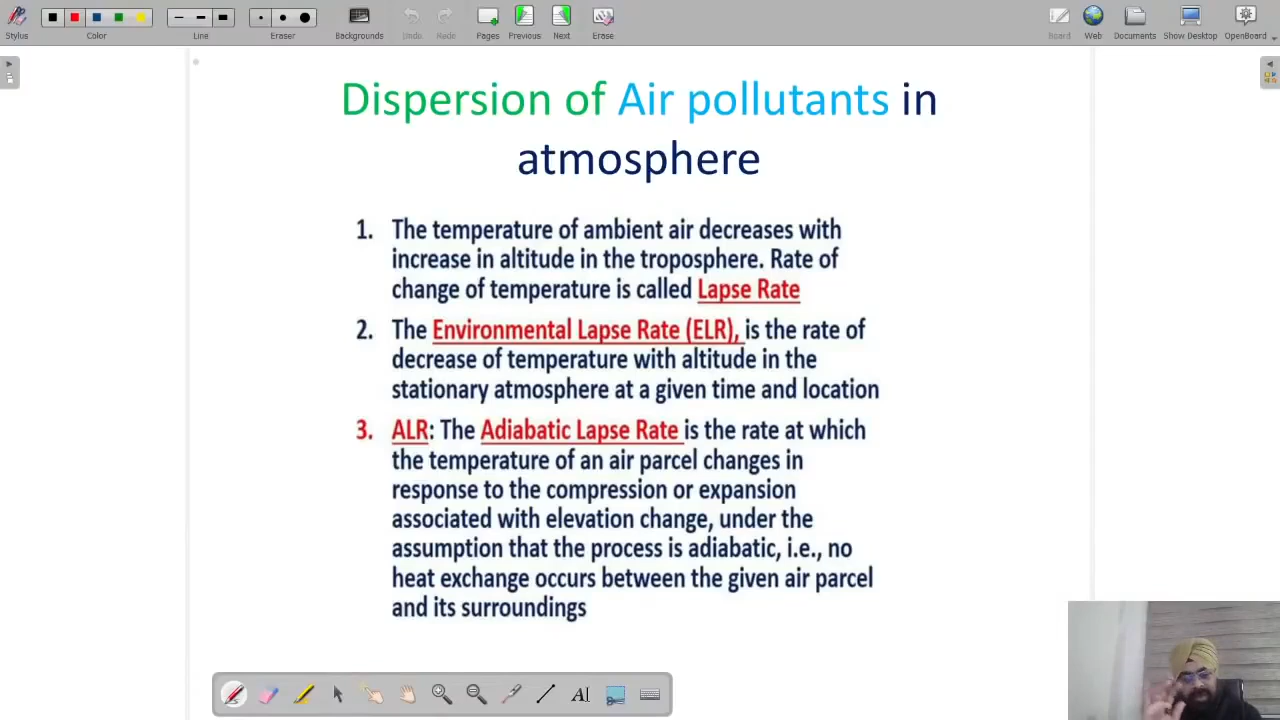 Stylus
Color
Line
Eraser
Backgrounds
Undo
Redo
Pages
Previous
Next
Erase
Board
Web
Documents
Show Desktop
OpenBoard
Dispersion of Air pollutants in
atmosphere
1. The temperature of ambient air decreases with
increase in altitude in the troposphere. Rate of
change of temperature is called Lapse Rate
2. The Environmental Lapse Rate (ELR), is the rate of
decrease of temperature with altitude in the
stationary atmosphere at a given time and location
3. ALR: The Adiabatic Lapse Rate is the rate at which
the temperature of an air parcel changes in
response to the compression or expansion
associated with elevation change, under the
assumption that the process is adiabatic, i.e., no
heat exchange occurs between the given air parcel
and its surroundings
AI